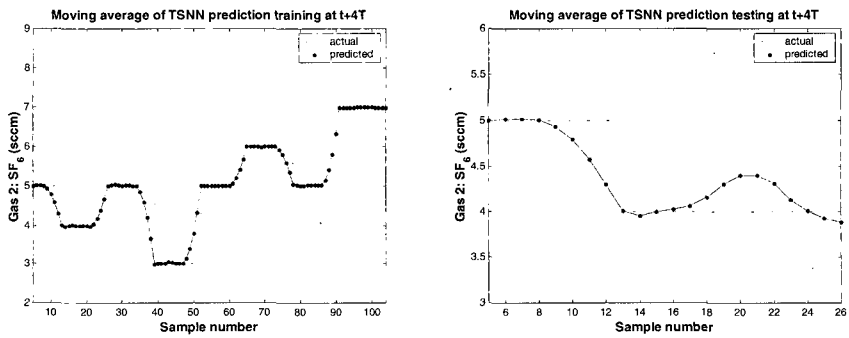 Moving average of TSNN prediction training at t+4T
9
8
7
6
5
4
3
2
Gas 2: SF6 (sccm)
actual
predicted
10 20 30 40 50 60 70 80 90 100
Sample number
Moving average of TSNN prediction testing at t+4T
6
5.5
5
4.5
4
3.5
3
Gas 2: SF6 (sccm)
actual
predicted
6 8 10 12 14 16 18 20 22 24 26
Sample number